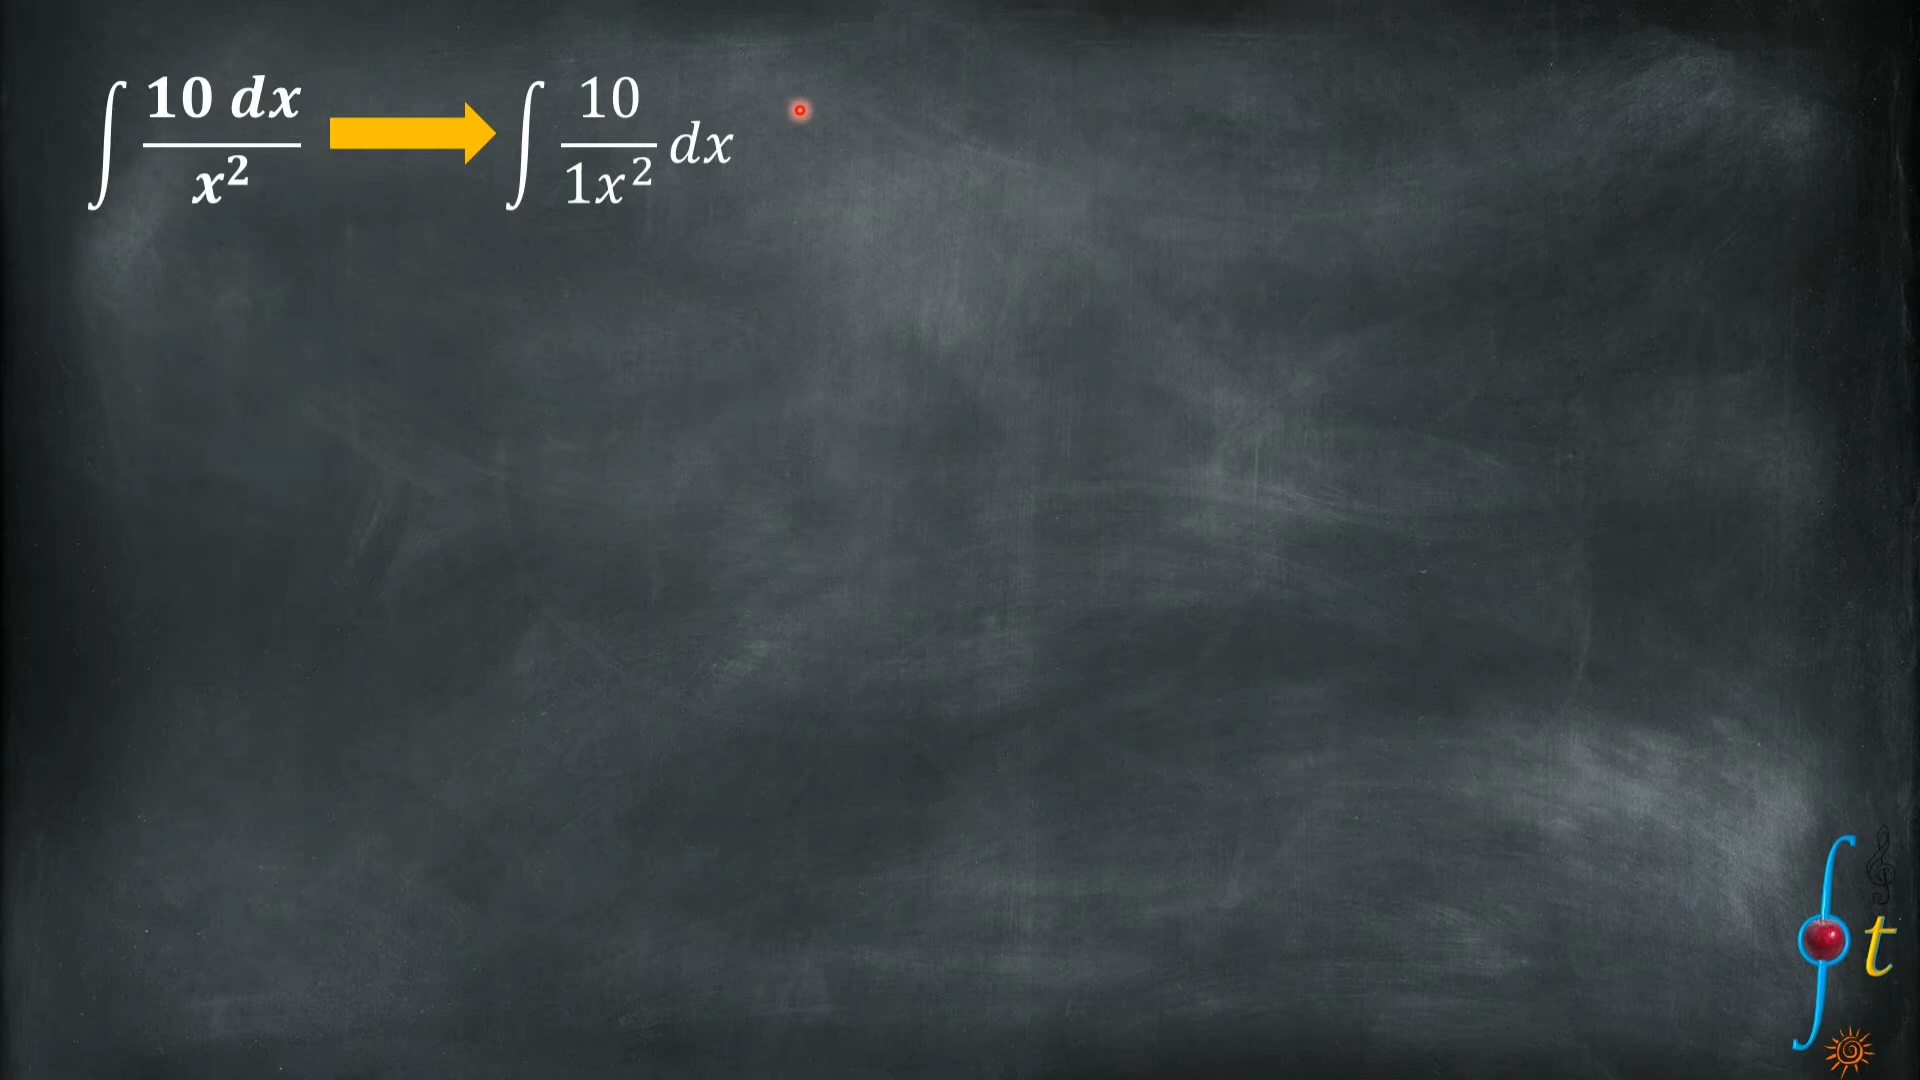 ∫ 10 dx / x² ∫ 10 / 1x² dx
∮ t